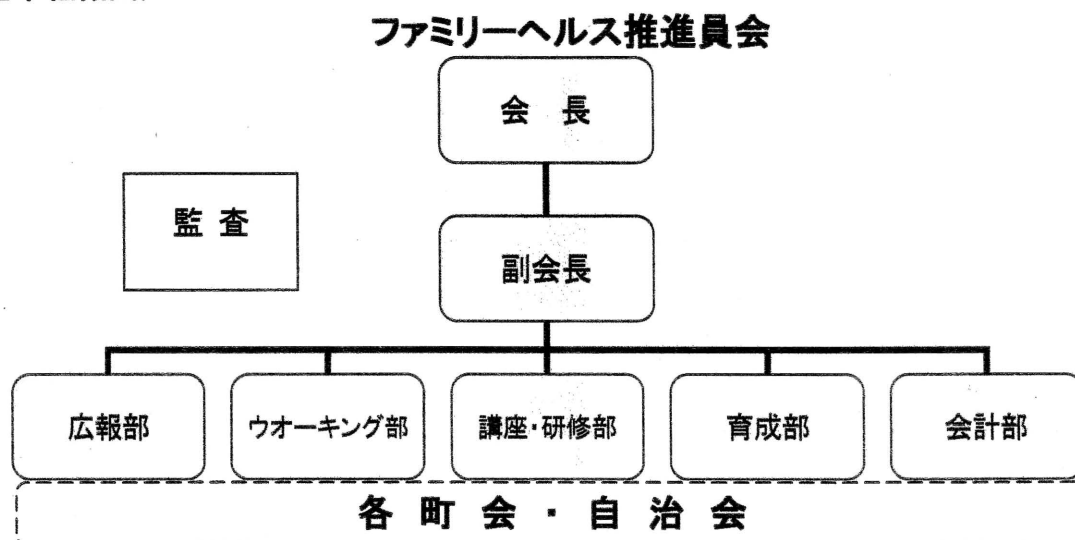 ファミリーヘルス推進員会
会 長
監 査
副会長
広報部
ウオーキング部
講座・研修部
育成部
会計部
各 町 会 ・ 自 治 会